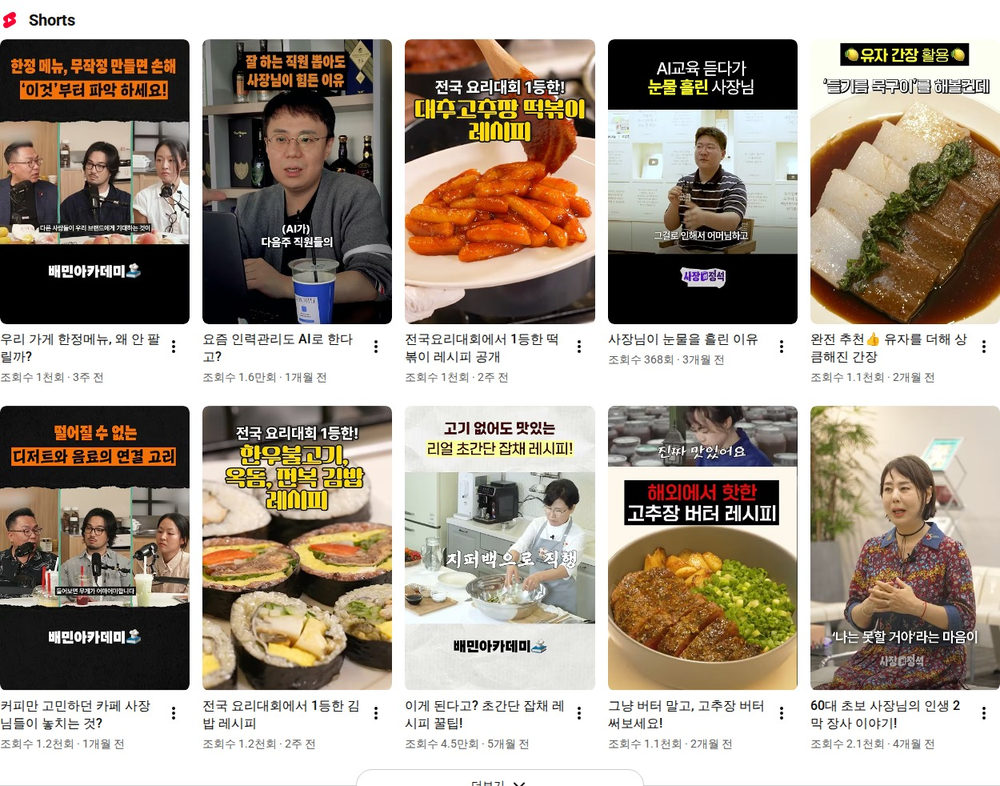 Shorts
한정 메뉴, 무작정 만들면 손해
'이것'부터 파악 하세요!
다른 사람들이 우리 브랜드에게 기대하는 것이
배민아카데미
우리 가게 한정메뉴, 왜 안 팔
릴까?
조회수 1천회 · 3주 전
잘 하는 직원 뽑아도
사장님이 힘든 이유
(AI가)
다음주 직원들의
요즘 인력관리도 AI로 한다
고?
조회수 1.6만회 · 1개월 전
전국 요리대회 1등한!
대추고추장 떡볶이
레시피
전국요리대회에서 1등한 떡
볶이 레시피 공개
조회수 1천회 · 2주 전
AI교육 듣다가
눈물 흘린 사장님
그걸로 인해서 어머님하고
사장의정석
사장님이 눈물을 흘린 이유
조회수 368회 · 3개월 전
🍋유자 간장 활용🍋
'들기름 묵구이'를 해볼건데
완전 추천👍 유자를 더해 상
큼해진 간장
조회수 1.1천회 · 2개월 전
떨어질 수 없는
디저트와 음료의 연결 고리
들어보면 무게가 어마어마합니다
배민아카데미
커피만 고민하던 카페 사장
님들이 놓치는 것?
조회수 1.2천회 · 1개월 전
전국 요리대회 1등한!
한우불고기,
옥돔, 전복 김밥
레시피
전국 요리대회에서 1등한 김
밥 레시피
조회수 1.2천회 · 2주 전
고기 없어도 맛있는
리얼 초간단 잡채 레시피!
지퍼백으로 직행
배민아카데미
이게 된다고? 초간단 잡채 레
시피 꿀팁!
조회수 4.5만회 · 5개월 전
진짜 맛있어요
해외에서 핫한
고추장 버터 레시피
그냥 버터 말고, 고추장 버터
써보세요!
조회수 1.1천회 · 2개월 전
'나는 못할 거야'라는 마음이
사장의정석
60대 초보 사장님의 인생 2
막 장사 이야기!
조회수 2.1천회 · 4개월 전
더보기